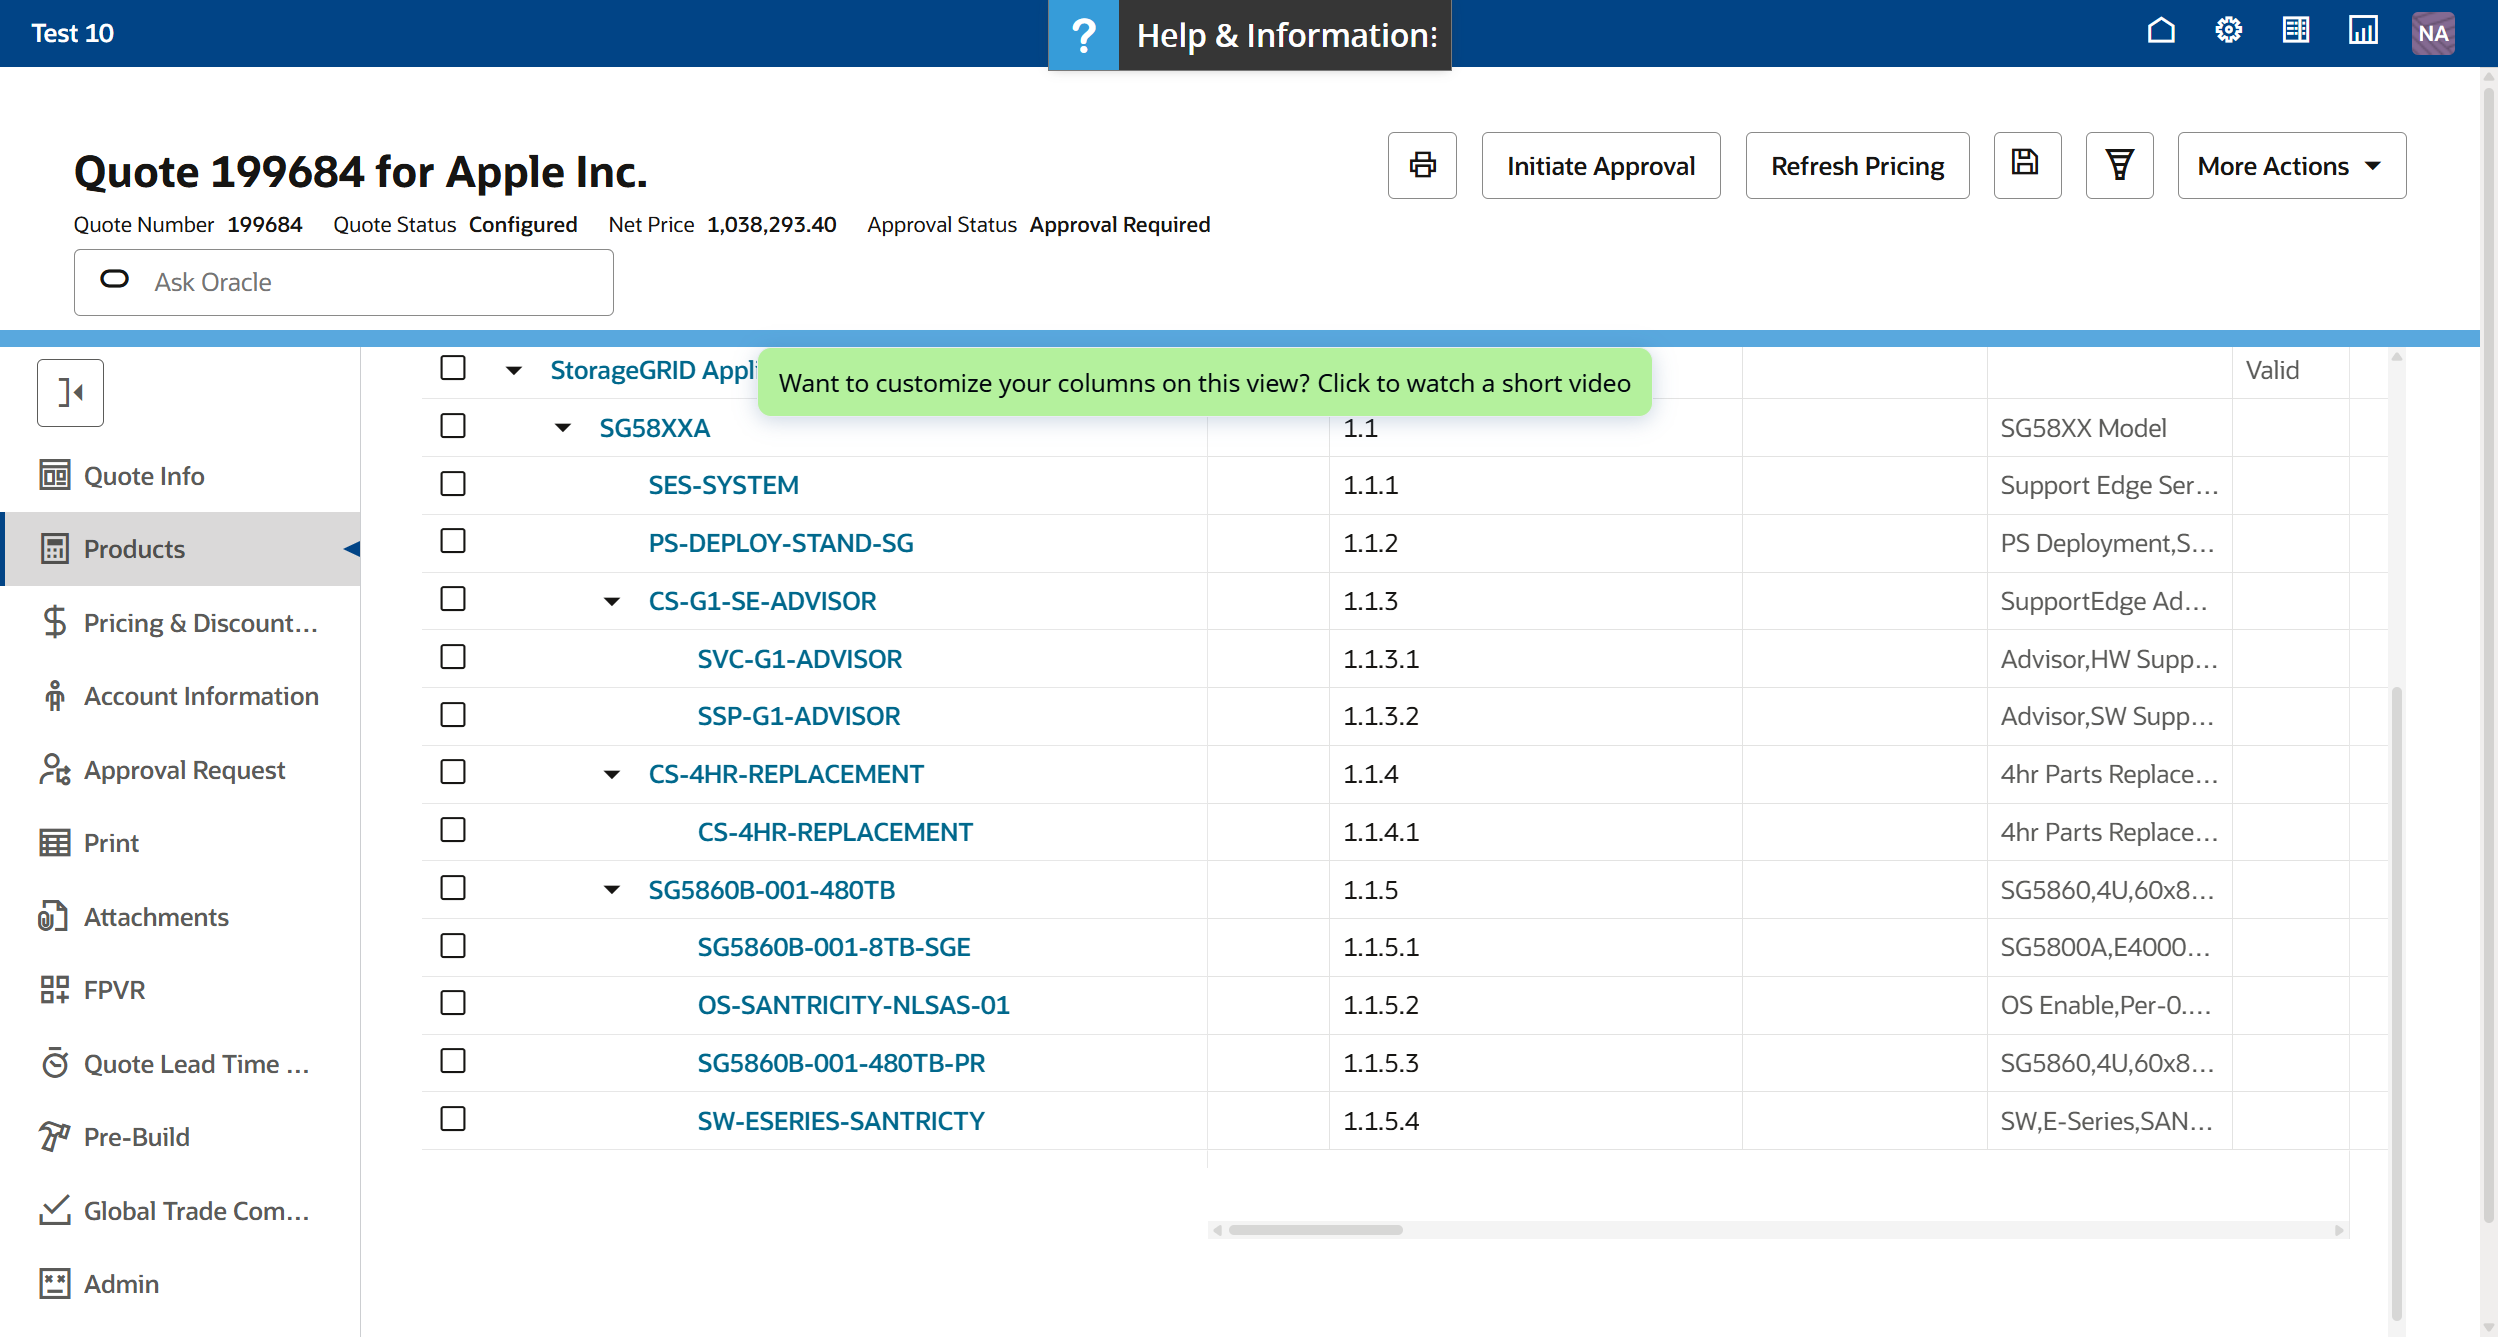 Test 10
? Help & Information:
NA
Quote 199684 for Apple Inc.
Initiate Approval
Refresh Pricing
More Actions
Quote Number 199684 Quote Status Configured Net Price 1,038,293.40 Approval Status Approval Required
Ask Oracle
Quote Info
Products
Pricing & Discount...
Account Information
Approval Request
Print
Attachments
FPVR
Quote Lead Time ...
Pre-Build
Global Trade Com...
Admin
Want to customize your columns on this view? Click to watch a short video
StorageGRID Appl Valid
SG58XXA 1.1 SG58XX Model
SES-SYSTEM 1.1.1 Support Edge Ser...
PS-DEPLOY-STAND-SG 1.1.2 PS Deployment,S...
CS-G1-SE-ADVISOR 1.1.3 SupportEdge Ad...
SVC-G1-ADVISOR 1.1.3.1 Advisor,HW Supp...
SSP-G1-ADVISOR 1.1.3.2 Advisor,SW Supp...
CS-4HR-REPLACEMENT 1.1.4 4hr Parts Replace...
CS-4HR-REPLACEMENT 1.1.4.1 4hr Parts Replace...
SG5860B-001-480TB 1.1.5 SG5860,4U,60x8...
SG5860B-001-8TB-SGE 1.1.5.1 SG5800A,E4000...
OS-SANTRICITY-NLSAS-01 1.1.5.2 OS Enable,Per-0....
SG5860B-001-480TB-PR 1.1.5.3 SG5860,4U,60x8...
SW-ESERIES-SANTRICTY 1.1.5.4 SW,E-Series,SAN...